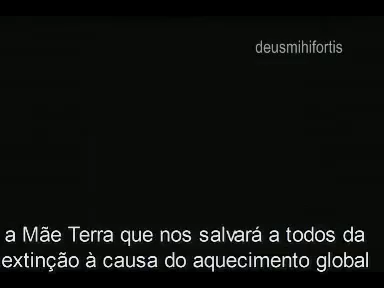 deusmihifortis
a Mãe Terra que nos salvará a todos da
extinção à causa do aquecimento global